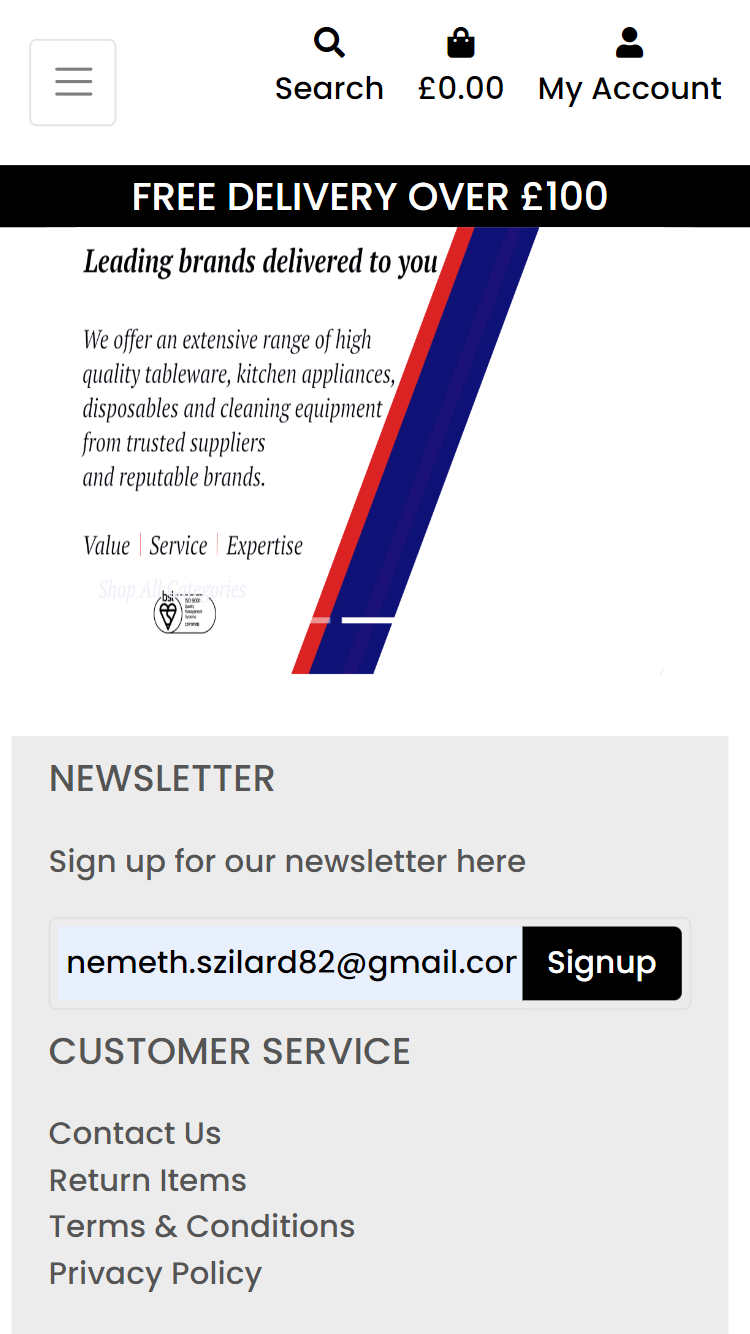 Search
£0.00
My Account
FREE DELIVERY OVER £100
Leading brands delivered to you
We offer an extensive range of high
quality tableware, kitchen appliances,
disposables and cleaning equipment
from trusted suppliers
and reputable brands.
Value | Service | Expertise
Shop All Categories
bsi.
ISO 9001
Quality
Management
Systems
CERTIFIED
NEWSLETTER
Sign up for our newsletter here
nemeth.szilard82@gmail.cor
Signup
CUSTOMER SERVICE
Contact Us
Return Items
Terms & Conditions
Privacy Policy